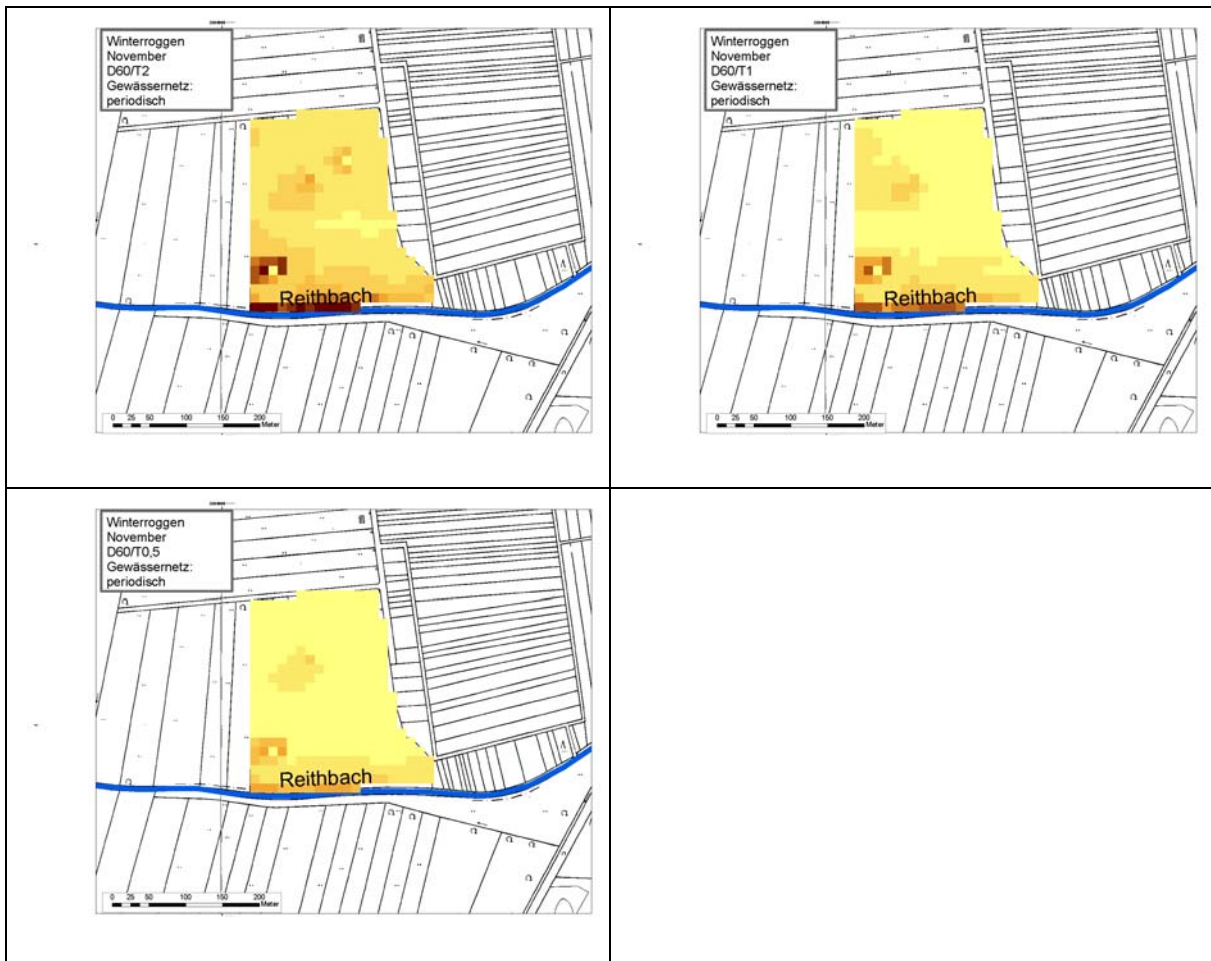 Winterroggen
November
D60/T2
Gewässernetz:
periodisch
Reithbach
0 25 50 100 150 200
Meter
Winterroggen
November
D60/T1
Gewässernetz:
periodisch
Reithbach
0 25 50 100 150 200
Meter
Winterroggen
November
D60/T0,5
Gewässernetz:
periodisch
Reithbach
0 25 50 100 150 200
Meter